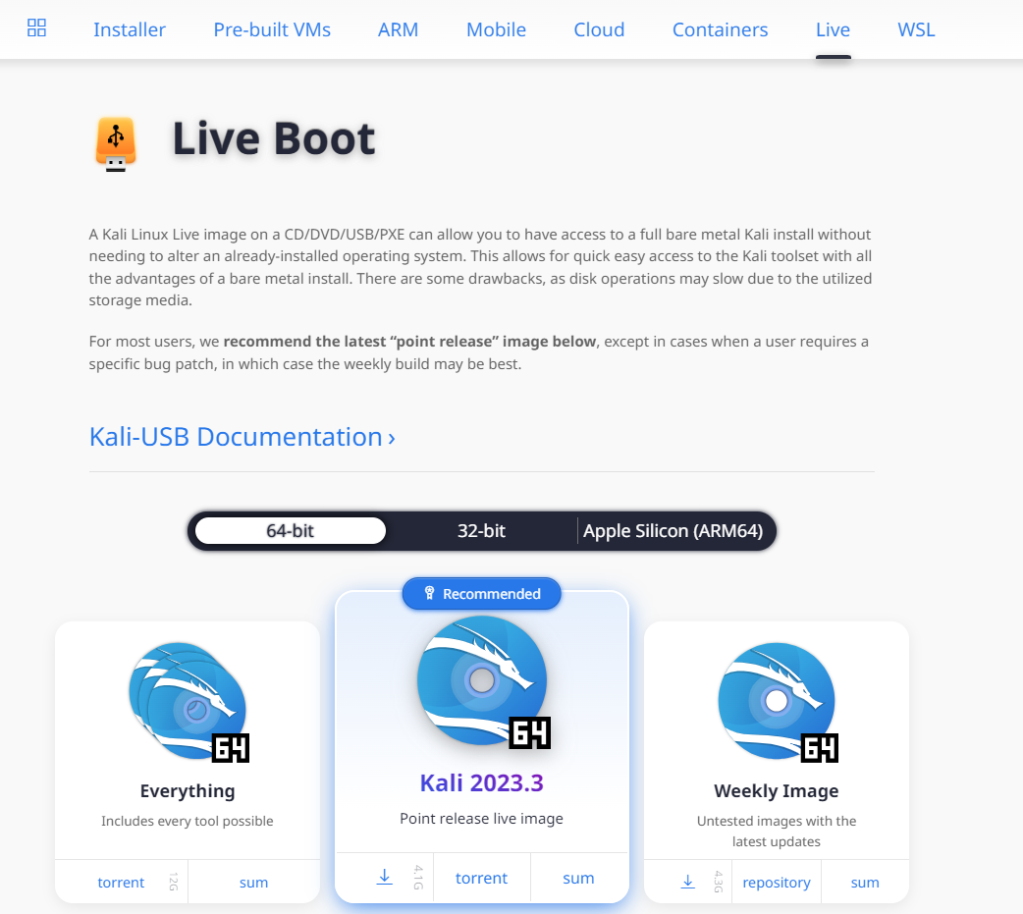 Installer Pre-built VMs ARM Mobile Cloud Containers Live WSL
Live Boot
A Kali Linux Live image on a CD/DVD/USB/PXE can allow you to have access to a full bare metal Kali install without
needing to alter an already-installed operating system. This allows for quick easy access to the Kali toolset with all
the advantages of a bare metal install. There are some drawbacks, as disk operations may slow due to the utilized
storage media.
For most users, we recommend the latest “point release” image below, except in cases when a user requires a
specific bug patch, in which case the weekly build may be best.
Kali-USB Documentation ›
64-bit 32-bit Apple Silicon (ARM64)
Recommended
64
Everything
Includes every tool possible
torrent 12G sum
64
Kali 2023.3
Point release live image
4.1G torrent sum
64
Weekly Image
Untested images with the
latest updates
4.3G repository sum